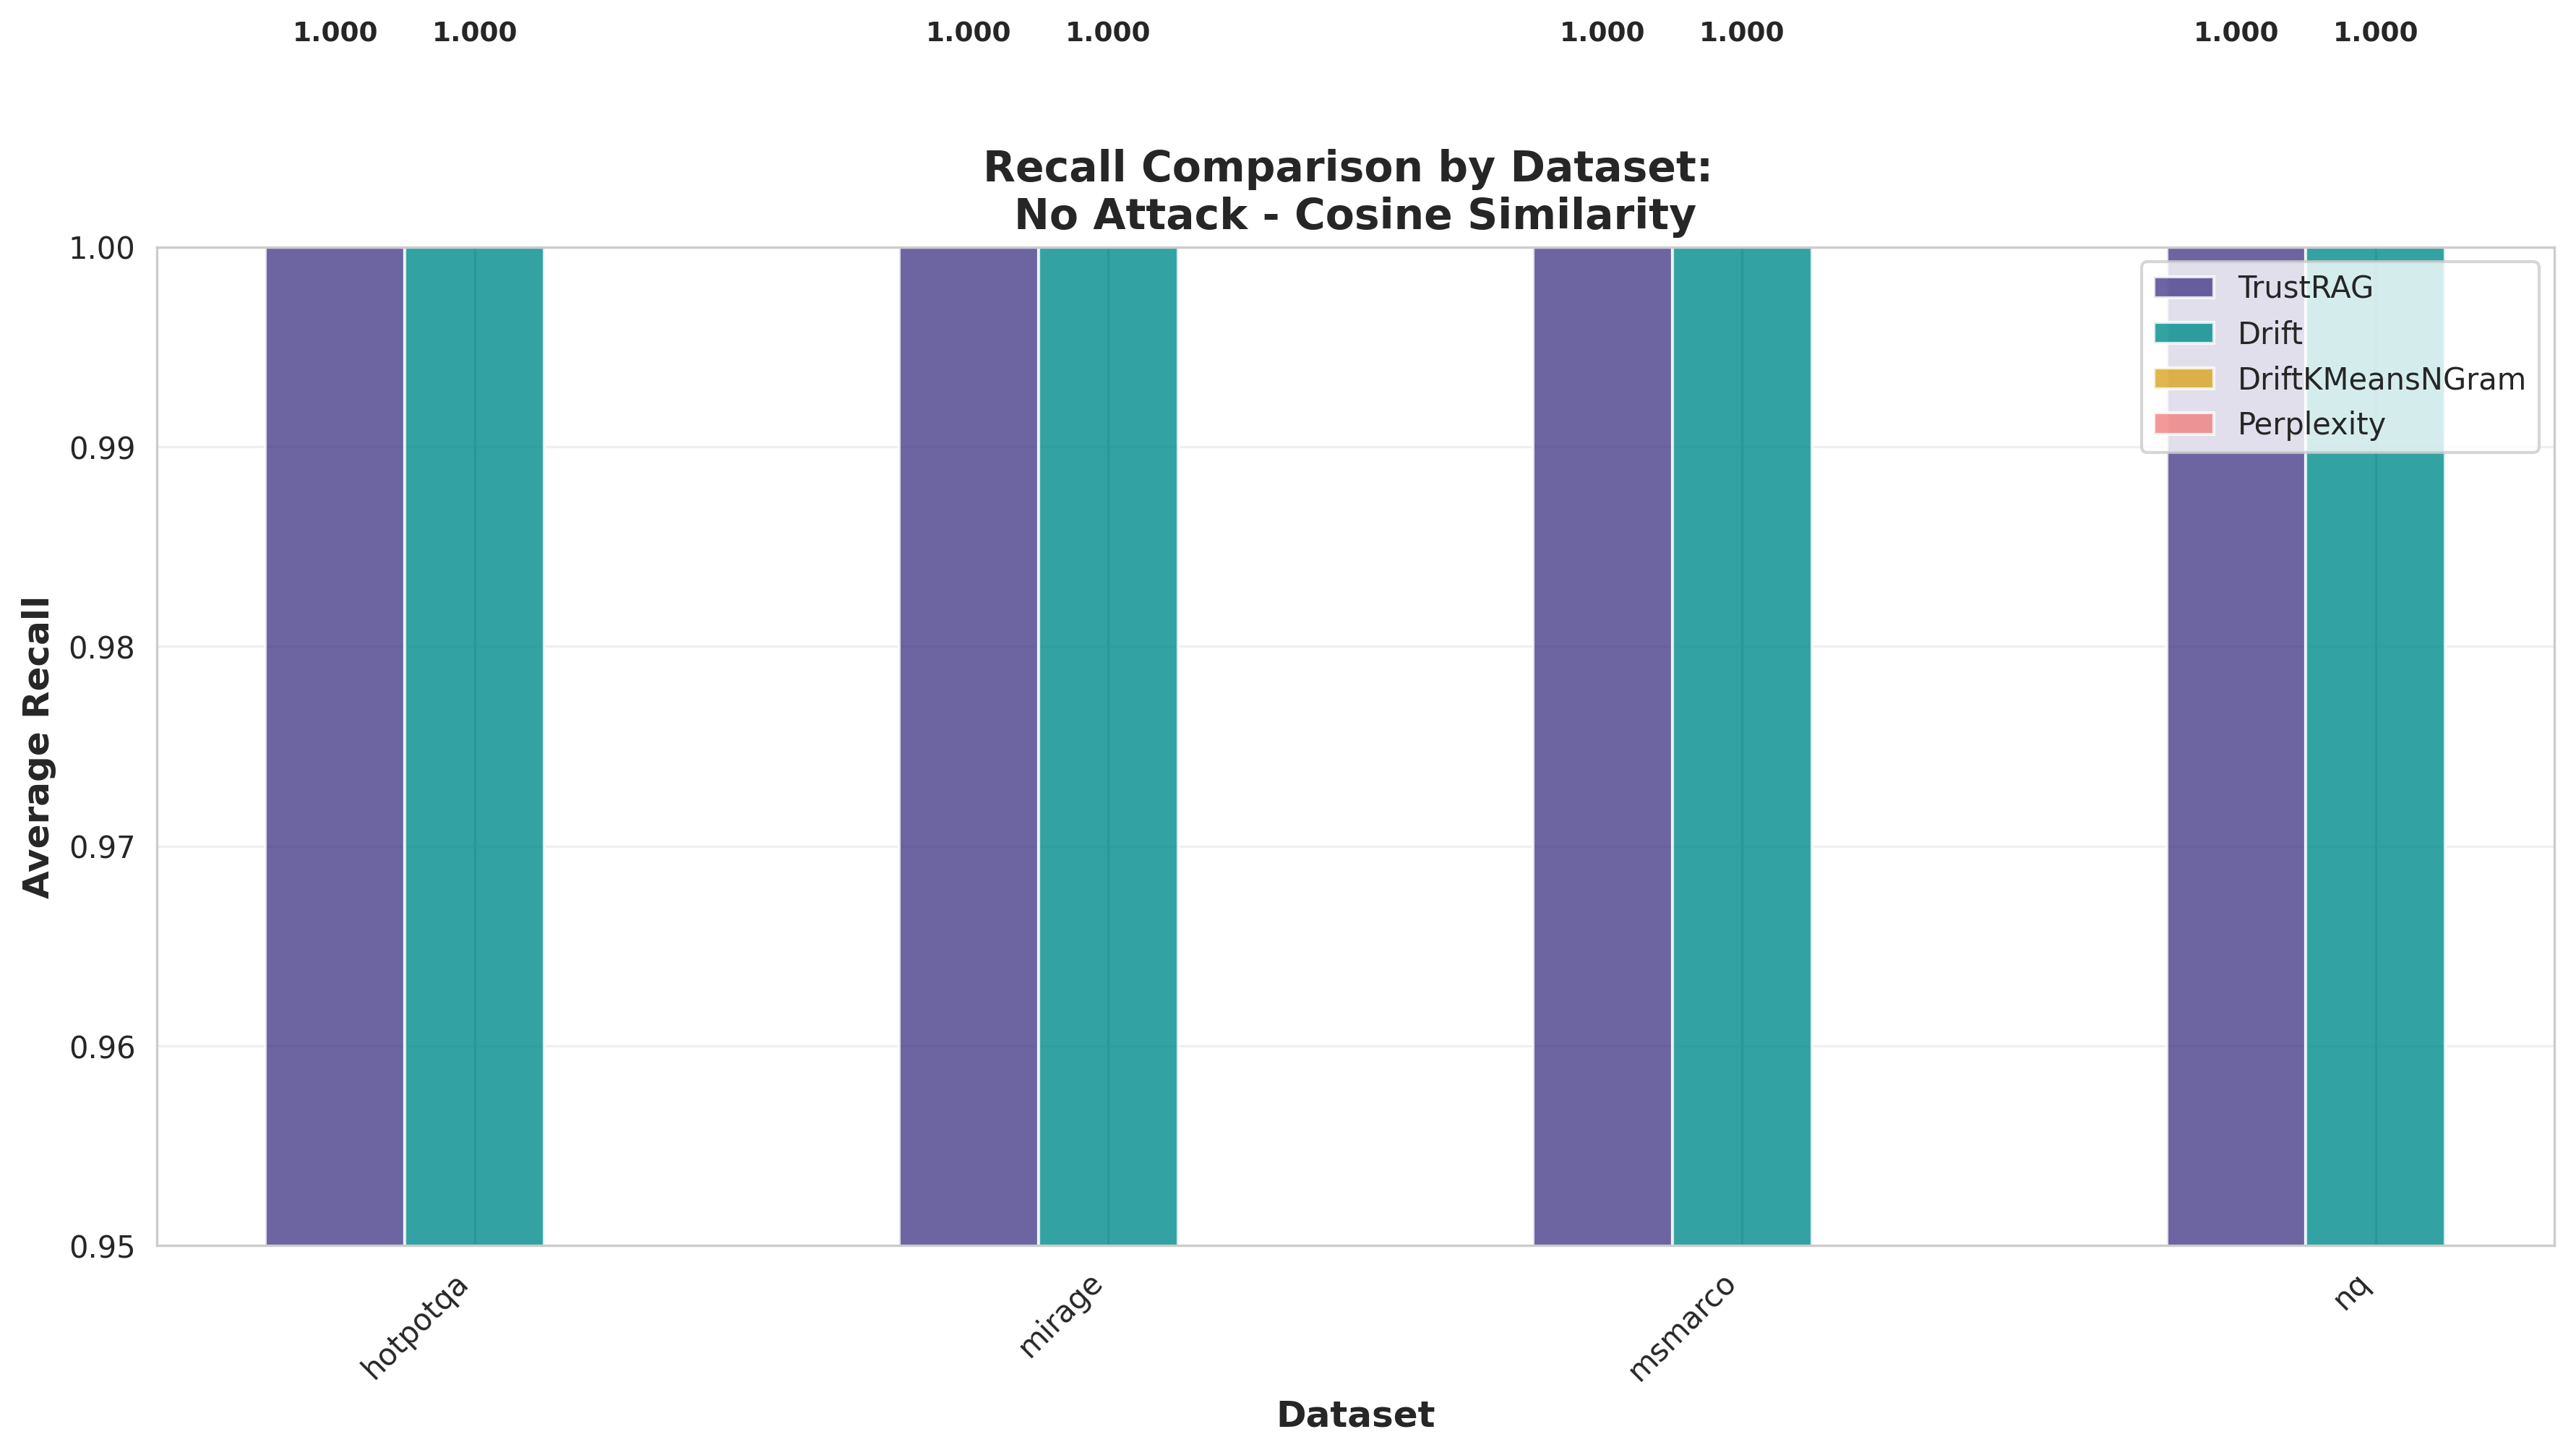 1.000 1.000 1.000 1.000 1.000 1.000 1.000 1.000
Recall Comparison by Dataset:
No Attack - Cosine Similarity
1.00
0.99
0.98
0.97
0.96
0.95
Average Recall
TrustRAG
Drift
DriftKMeansNGram
Perplexity
hotpotqa
mirage
msmarco
nq
Dataset